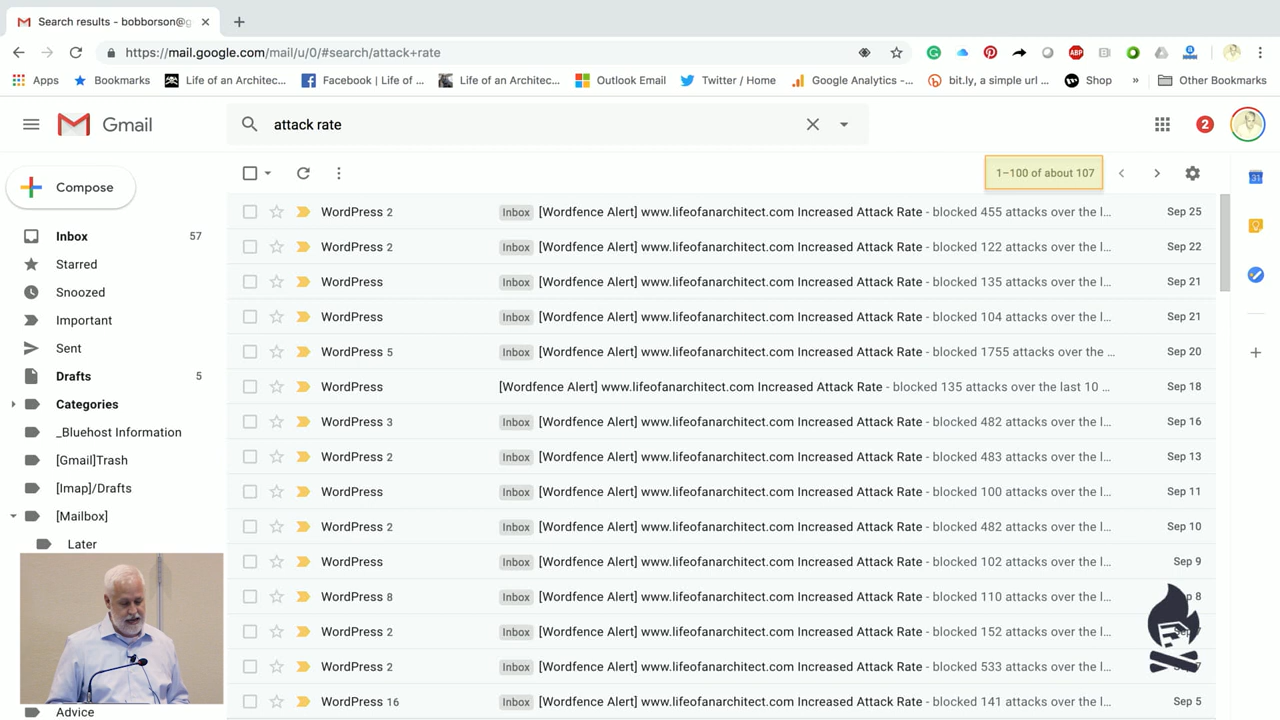 Search results - bobborson@g
https://mail.google.com/mail/u/0/#search/attack+rate
ABP
Apps
Bookmarks
Life of an Architec...
Facebook | Life of ...
Life of an Architec...
Outlook Email
Twitter / Home
Google Analytics -...
bit.ly, a simple url ...
Shop
»
Other Bookmarks
Gmail
attack rate
2
Compose
1–100 of about 107
31
Inbox 57
Starred
Snoozed
Important
Sent
Drafts 5
Categories
_Bluehost Information
[Gmail]Trash
[Imap]/Drafts
[Mailbox]
Later
Advice
WordPress 2 Inbox [Wordfence Alert] www.lifeofanarchitect.com Increased Attack Rate - blocked 455 attacks over the l... Sep 25
WordPress 2 Inbox [Wordfence Alert] www.lifeofanarchitect.com Increased Attack Rate - blocked 122 attacks over the l... Sep 22
WordPress Inbox [Wordfence Alert] www.lifeofanarchitect.com Increased Attack Rate - blocked 135 attacks over the l... Sep 21
WordPress Inbox [Wordfence Alert] www.lifeofanarchitect.com Increased Attack Rate - blocked 104 attacks over the l... Sep 21
WordPress 5 Inbox [Wordfence Alert] www.lifeofanarchitect.com Increased Attack Rate - blocked 1755 attacks over the ... Sep 20
WordPress [Wordfence Alert] www.lifeofanarchitect.com Increased Attack Rate - blocked 135 attacks over the last 10 ... Sep 18
WordPress 3 Inbox [Wordfence Alert] www.lifeofanarchitect.com Increased Attack Rate - blocked 482 attacks over the l... Sep 16
WordPress 2 Inbox [Wordfence Alert] www.lifeofanarchitect.com Increased Attack Rate - blocked 483 attacks over the l... Sep 13
WordPress Inbox [Wordfence Alert] www.lifeofanarchitect.com Increased Attack Rate - blocked 100 attacks over the l... Sep 11
WordPress 2 Inbox [Wordfence Alert] www.lifeofanarchitect.com Increased Attack Rate - blocked 482 attacks over the l... Sep 10
WordPress Inbox [Wordfence Alert] www.lifeofanarchitect.com Increased Attack Rate - blocked 102 attacks over the l... Sep 9
WordPress 8 Inbox [Wordfence Alert] www.lifeofanarchitect.com Increased Attack Rate - blocked 110 attacks over the l... 8
WordPress 2 Inbox [Wordfence Alert] www.lifeofanarchitect.com Increased Attack Rate - blocked 152 attacks over the l...
WordPress 2 Inbox [Wordfence Alert] www.lifeofanarchitect.com Increased Attack Rate - blocked 533 attacks over the l... 7
WordPress 16 Inbox [Wordfence Alert] www.lifeofanarchitect.com Increased Attack Rate - blocked 141 attacks over the l... Sep 5